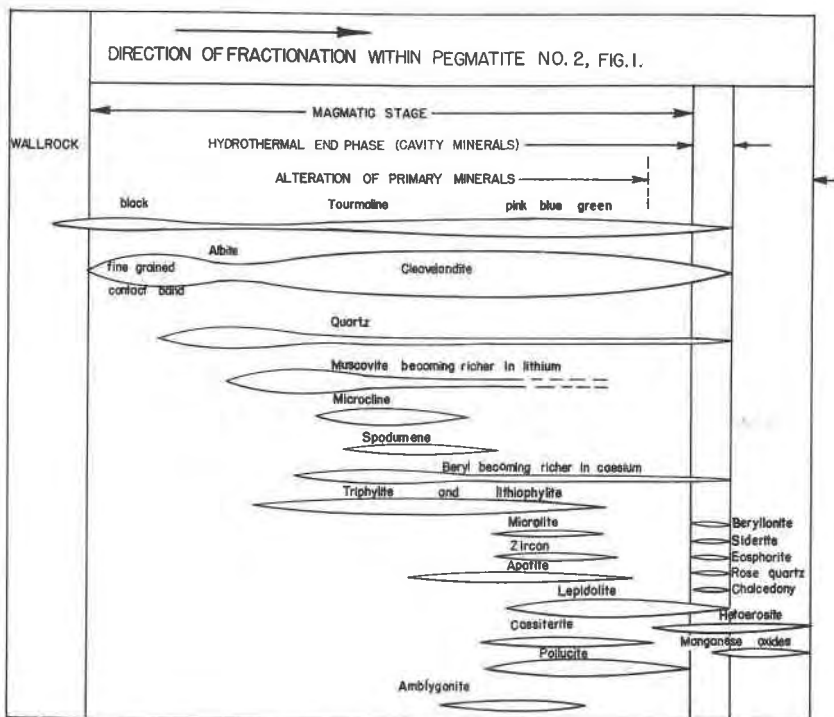 DIRECTION OF FRACTIONATION WITHIN PEGMATITE NO. 2, FIG. 1.
MAGMATIC STAGE
WALLROCK
HYDROTHERMAL END PHASE (CAVITY MINERALS)
ALTERATION OF PRIMARY MINERALS
black Tourmaline pink blue green
Albite
fine grained Cleavelandite
contact band
Quartz
Muscovite becoming richer in lithium
Microcline
Spodumene
Beryl becoming richer in caesium
Triphylite and lithiophylite
Microlite Beryllonite
Zircon Siderite
Eosphorite
Apatite Rose quartz
Chalcedony
Lepidolite
Hetaerosite
Cassiterite
Manganese oxides
Pollucite
Amblygonite